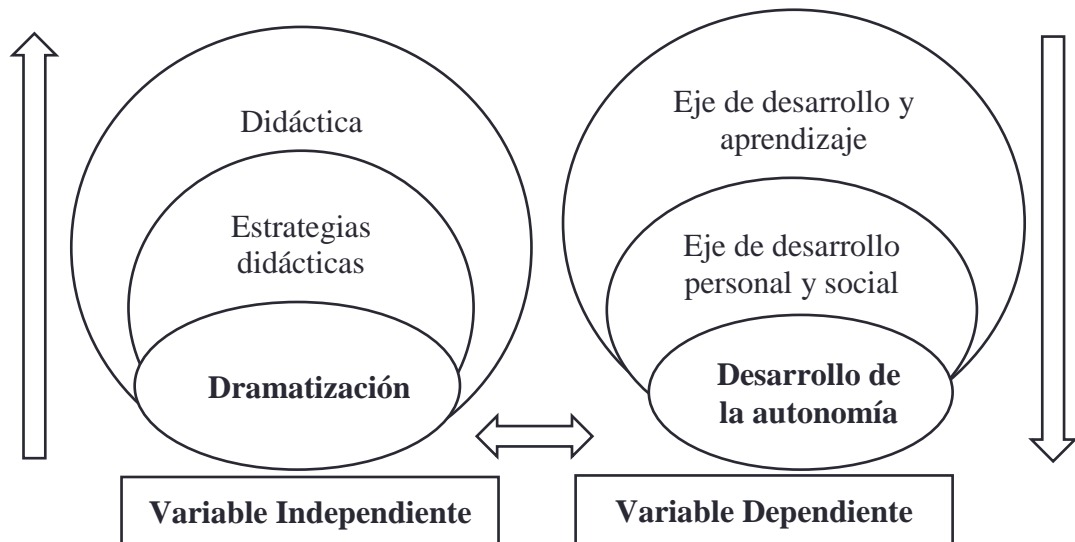 Didáctica
Estrategias
didácticas
Dramatización
Variable Independiente
Eje de desarrollo y
aprendizaje
Eje de desarrollo
personal y social
Desarrollo de
la autonomía
Variable Dependiente